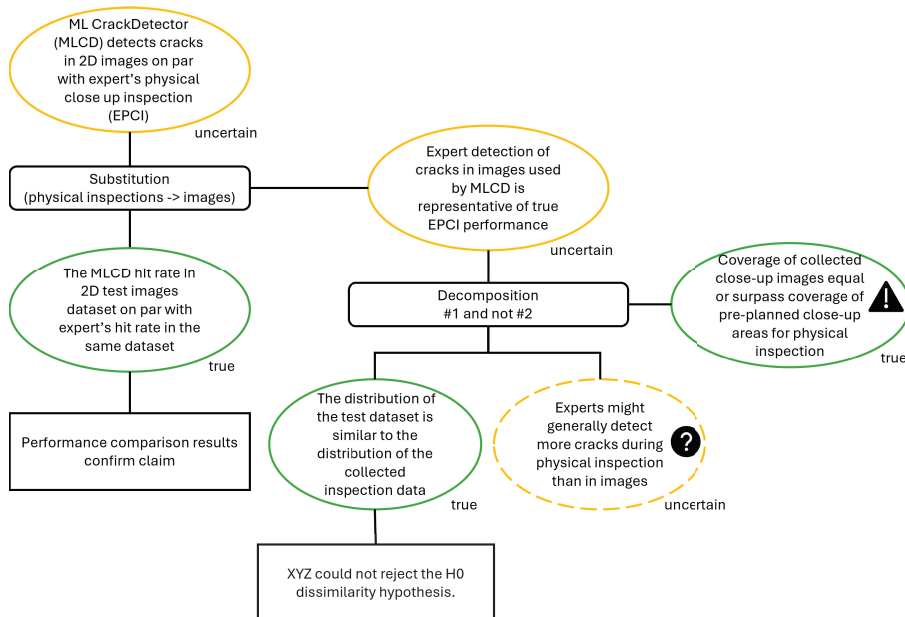 ML CrackDetector
(MLCD) detects cracks
in 2D images on par
with expert's physical
close up inspection
(EPCI)
uncertain
Substitution
(physical inspections -> images)
Expert detection of
cracks in images used
by MLCD is
representative of true
EPCI performance
uncertain
The MLCD hit rate in
2D test images
dataset on par with
expert's hit rate in the
same dataset
true
Performance comparison results
confirm claim
Decomposition
#1 and not #2
Coverage of collected
close-up images equal
or surpass coverage of
pre-planned close-up
areas for physical
inspection
!
true
The distribution of
the test dataset is
similar to the
distribution of the
collected
inspection data
true
Experts might
generally detect
more cracks during
physical inspection
than in images
?
uncertain
XYZ could not reject the H0
dissimilarity hypothesis.